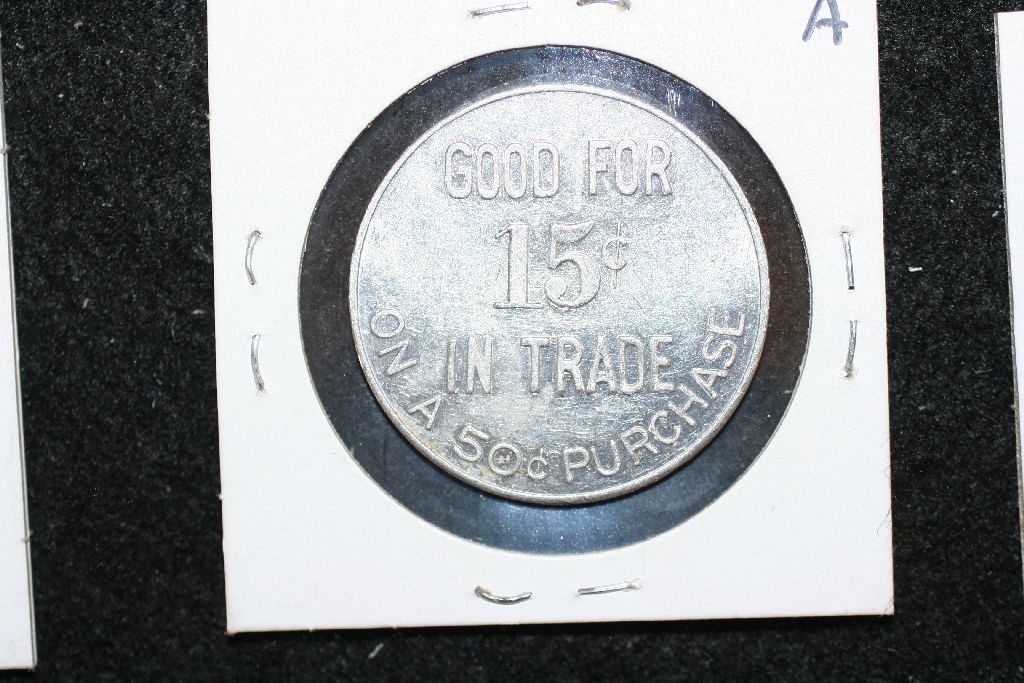 A
GOOD FOR
15¢
IN TRADE
ON A 50¢ PURCHASE